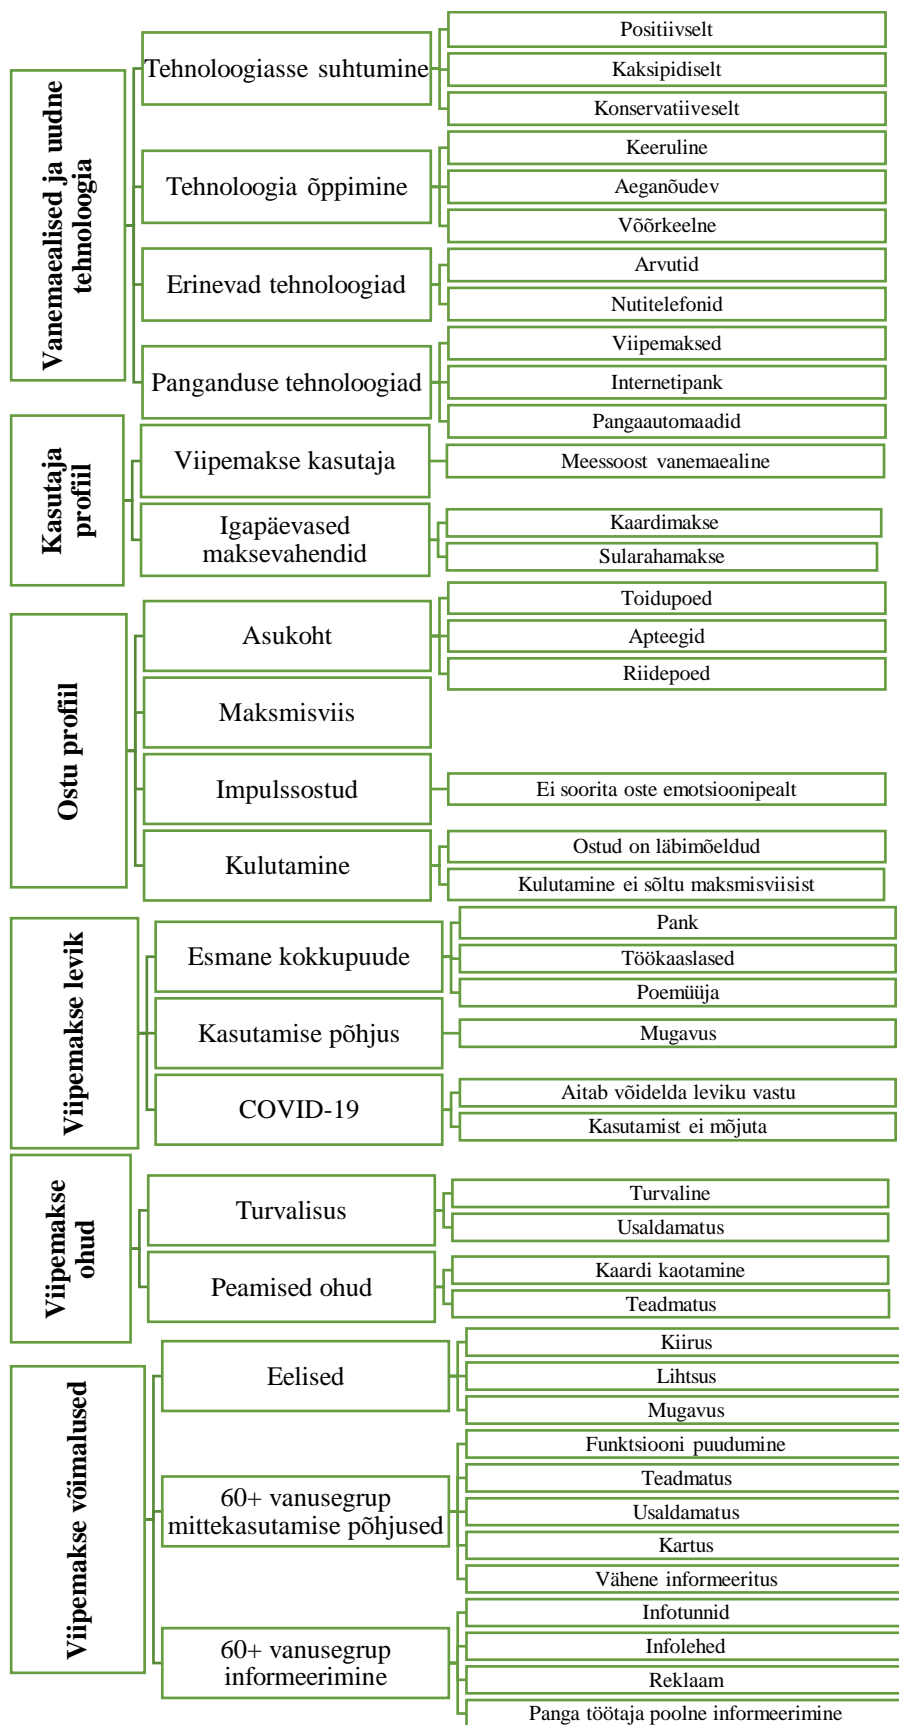 Vanemaealised ja uudne
tehnoloogia
Tehnoloogiasse suhtumine
Positiivselt
Kaksipidiselt
Konservatiiveselt
Tehnoloogia õppimine
Keeruline
Aeganõudev
Võõrkeelne
Erinevad tehnoloogiad
Arvutid
Nutitelefonid
Panganduse tehnoloogiad
Viipemaksed
Internetipank
Pangaautomaadid
Kasutaja
profiil
Viipemakse kasutaja
Meessoost vanemaealine
Igapäevased
maksevahendid
Kaardimakse
Sularahamakse
Ostu profiil
Asukoht
Toidupoed
Apteegid
Riidepoed
Maksmisviis
Impulssostud
Ei soorita oste emotsioonipealt
Kulutamine
Ostud on läbimõeldud
Kulutamine ei sõltu maksmisviisist
Viipemakse levik
Esmane kokkupuude
Pank
Töökaaslased
Poemüüja
Kasutamise põhjus
Mugavus
COVID-19
Aitab võidelda leviku vastu
Kasutamist ei mõjuta
Viipemakse
ohud
Turvalisus
Turvaline
Usaldamatus
Peamised ohud
Kaardi kaotamine
Teadmatus
Viipemakse võimalused
Eelised
Kiirus
Lihtsus
Mugavus
60+ vanusegrup
mittekasutamise põhjused
Funktsiooni puudumine
Teadmatus
Usaldamatus
Kartus
Vähene informeeritus
60+ vanusegrup
informeerimine
Infotunnid
Infolehed
Reklaam
Panga töötaja poolne informeerimine